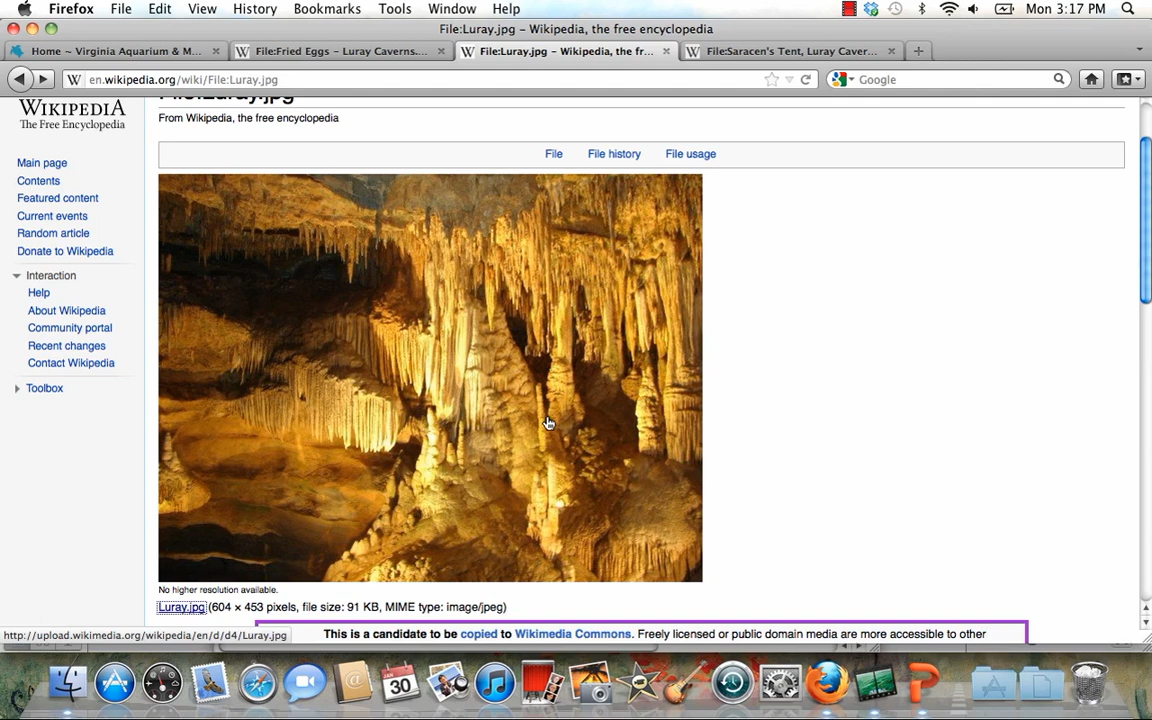 Firefox File Edit View History Bookmarks Tools Window Help Mon 3:17 PM
File:Luray.jpg – Wikipedia, the free encyclopedia
Home ~ Virginia Aquarium & M... File:Fried Eggs – Luray Caverns.... File:Luray.jpg – Wikipedia, the fr... File:Saracen's Tent, Luray Caver...
en.wikipedia.org/wiki/File:Luray.jpg Google
File:Luray.jpg
WIKIPEDIA
The Free Encyclopedia
From Wikipedia, the free encyclopedia
File File history File usage
Main page
Contents
Featured content
Current events
Random article
Donate to Wikipedia
Interaction
Help
About Wikipedia
Community portal
Recent changes
Contact Wikipedia
Toolbox
No higher resolution available.
Luray.jpg (604 × 453 pixels, file size: 91 KB, MIME type: image/jpeg)
This is a candidate to be copied to Wikimedia Commons. Freely licensed or public domain media are more accessible to other
http://upload.wikimedia.org/wikipedia/en/d/d4/Luray.jpg
JAN
30